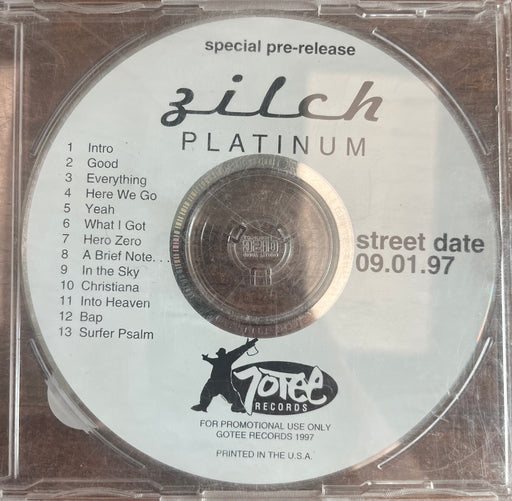 special pre-release
zilch
PLATINUM
1 Intro
2 Good
3 Everything
4 Here We Go
5 Yeah
6 What I Got
7 Hero Zero
8 A Brief Note. . .
9 In the Sky
10 Christiana
11 Into Heaven
12 Bap
13 Surfer Psalm
street date
09.01.97
GOTEE
RECORDS
FOR PROMOTIONAL USE ONLY
GOTEE RECORDS 1997
PRINTED IN THE U.S.A.